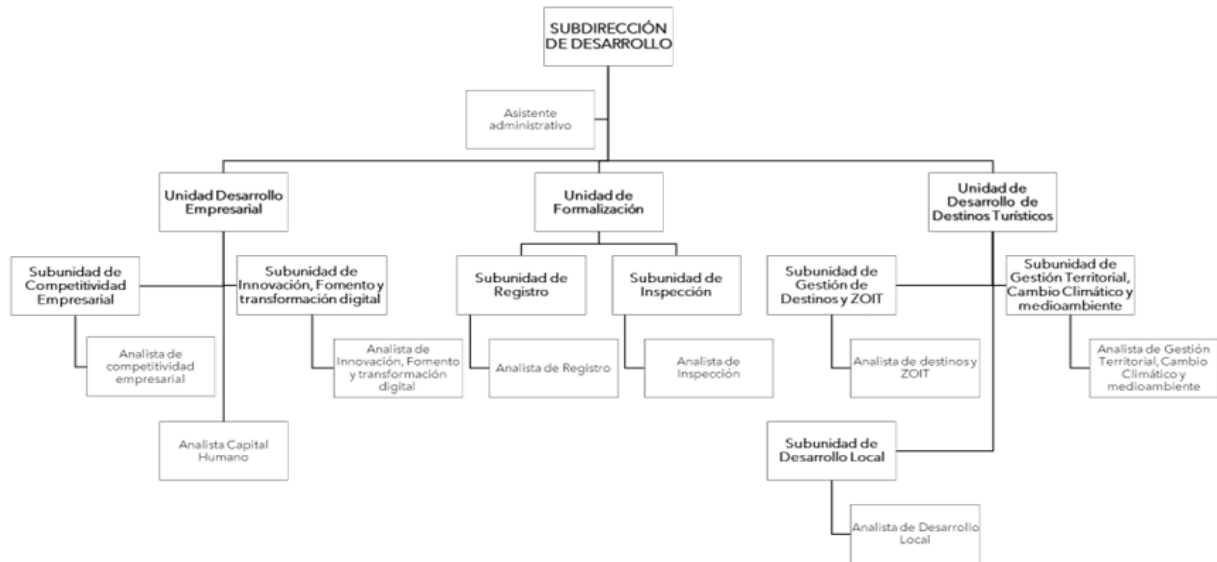 SUBDIRECCIÓN
DE DESARROLLO
Asistente
administrativo
Unidad Desarrollo
Empresarial
Unidad de
Formalización
Unidad de
Desarrollo de
Destinos Turísticos
Subunidad de
Competitividad
Empresarial
Subunidad de
Innovación, Fomento y
transformación digital
Subunidad de
Registro
Subunidad de
Inspección
Subunidad de
Gestión de
Destinos y ZOIT
Subunidad de
Gestión Territorial,
Cambio Climático y
medioambiente
Analista de
competitividad
empresarial
Analista de
Innovación, Fomento
y transformación
digital
Analista de Registro
Analista de
Inspección
Analista de destinos y
ZOIT
Analista de Gestión
Territorial, Cambio
Climático y
medioambiente
Analista Capital
Humano
Subunidad de
Desarrollo Local
Analista de Desarrollo
Local